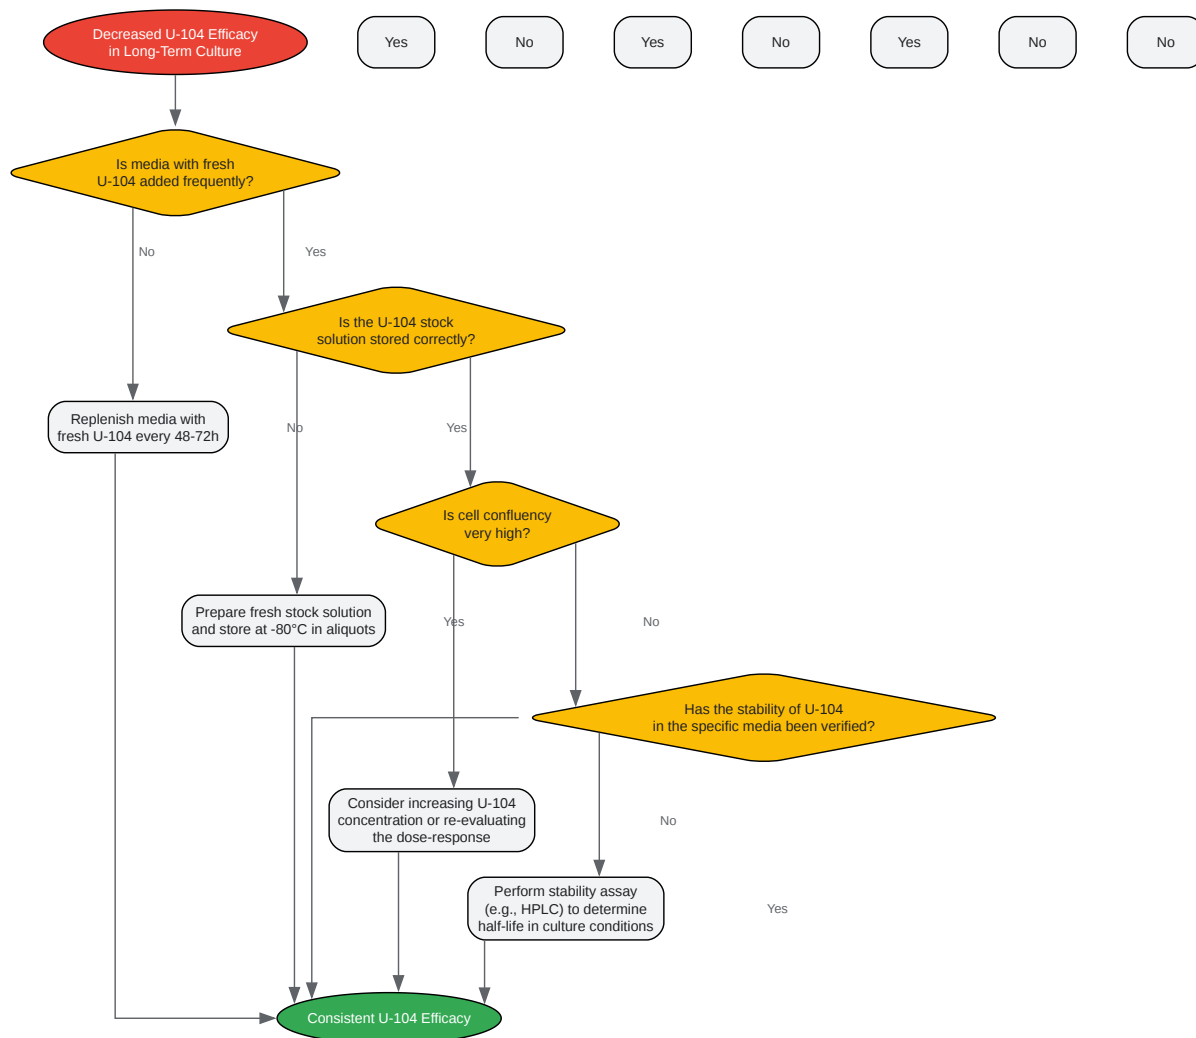 Decreased U-104 Efficacy
in Long-Term Culture
Yes
No
Yes
No
Yes
No
No
Is media with fresh
U-104 added frequently?
No
Yes
Is the U-104 stock
solution stored correctly?
Replenish media with
fresh U-104 every 48-72h
No
Yes
Is cell confluency
very high?
Prepare fresh stock solution
and store at -80°C in aliquots
Yes
No
Has the stability of U-104
in the specific media been verified?
Consider increasing U-104
concentration or re-evaluating
the dose-response
No
Perform stability assay
(e.g., HPLC) to determine
half-life in culture conditions
Yes
Consistent U-104 Efficacy